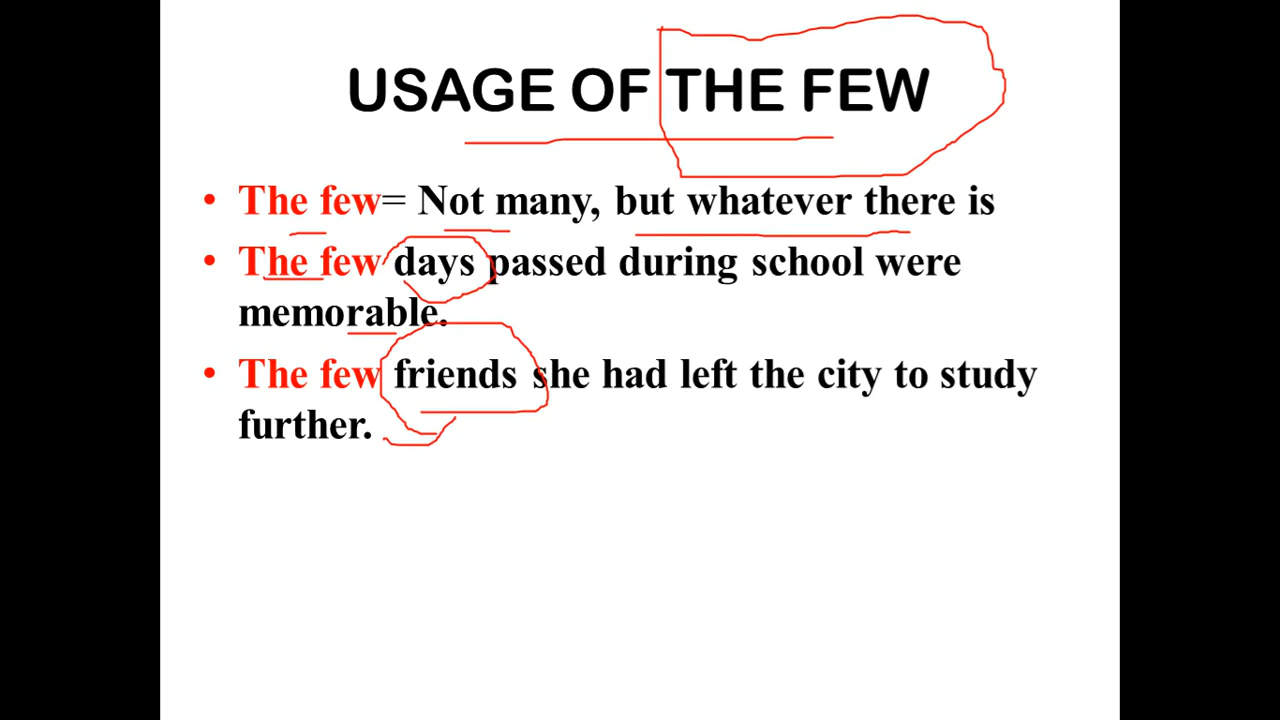 USAGE OF THE FEW
• The few= Not many, but whatever there is
• The few days passed during school were
memorable.
• The few friends she had left the city to study
further.